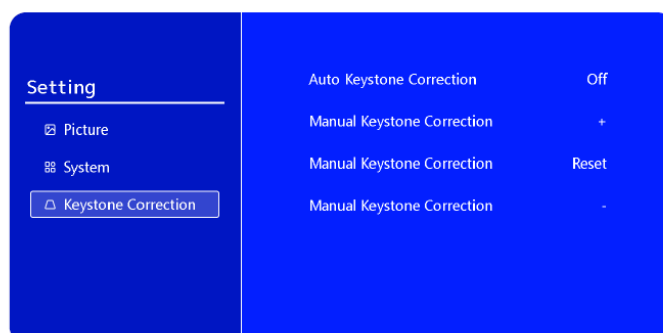 Setting
Picture
System
Keystone Correction
Auto Keystone Correction Off
Manual Keystone Correction +
Manual Keystone Correction Reset
Manual Keystone Correction -